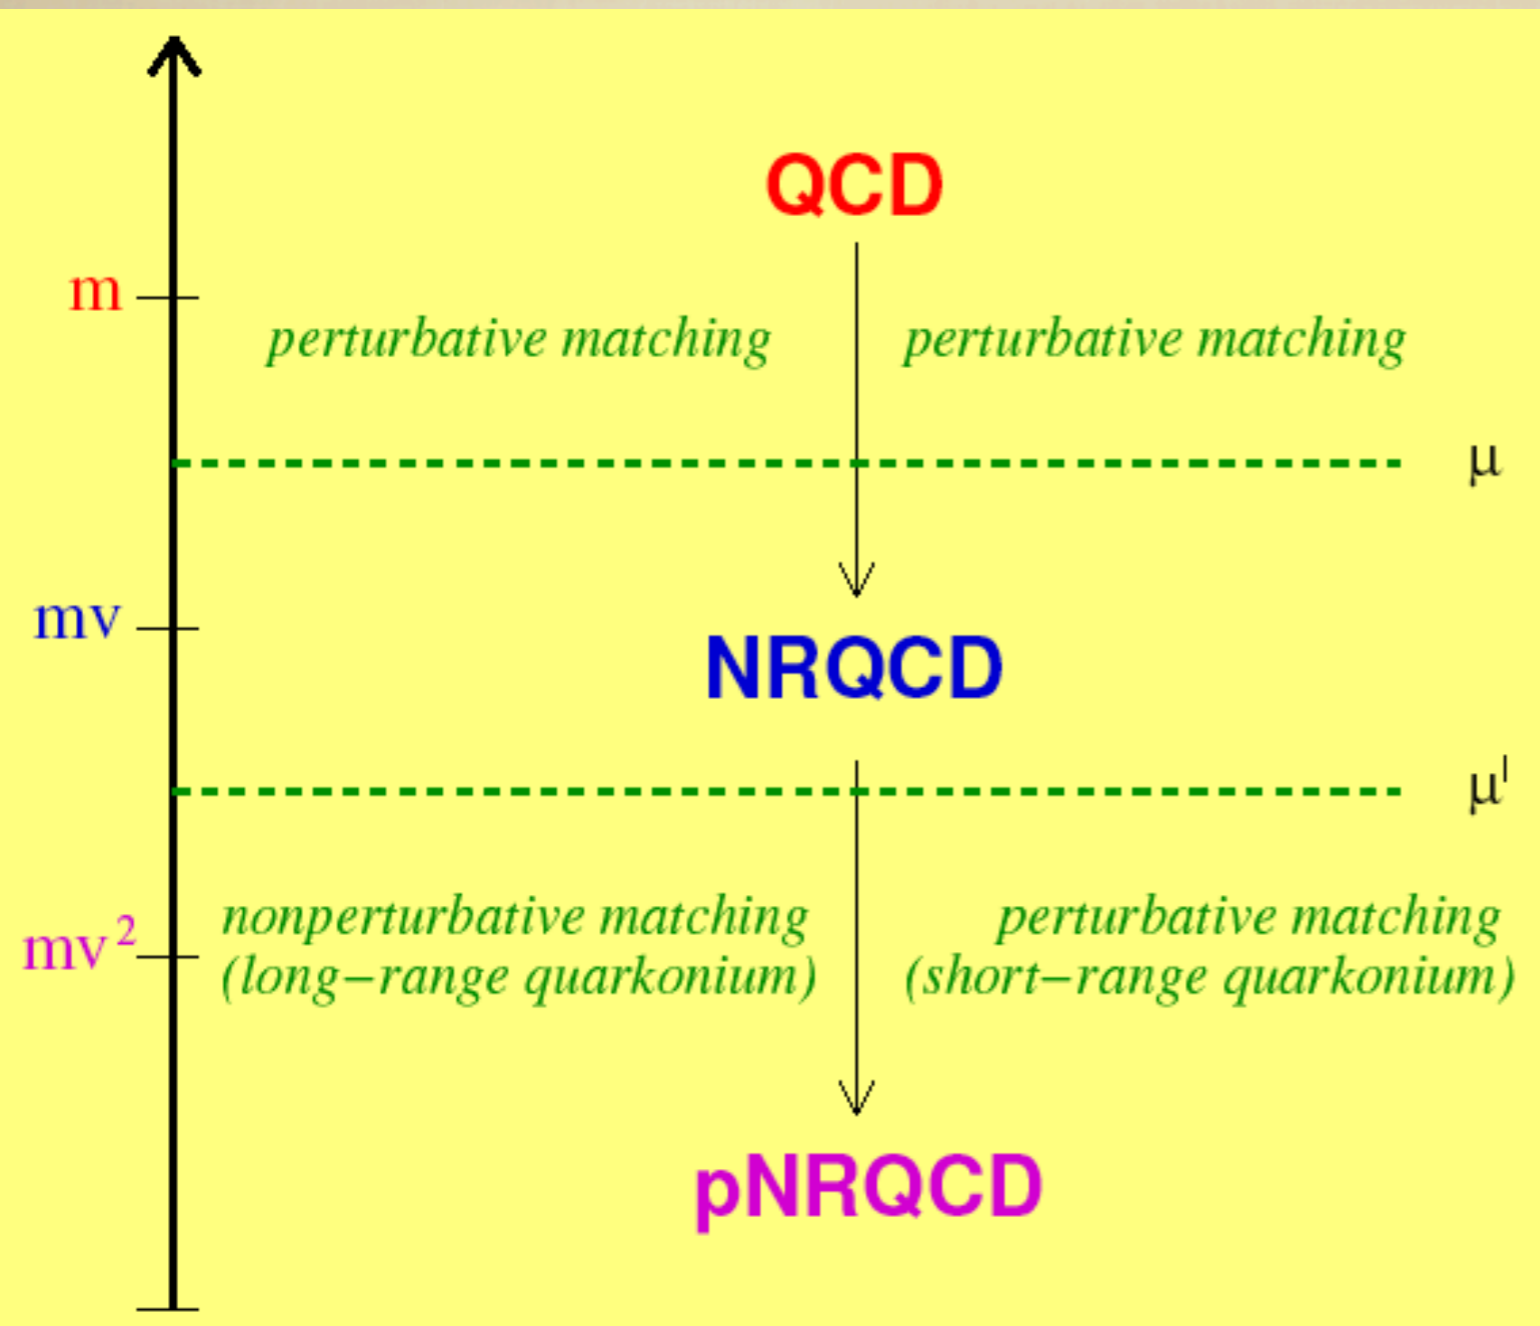 QCD
m
perturbative matching perturbative matching
μ
mv
NRQCD
μ'
nonperturbative matching perturbative matching
mv² (long–range quarkonium) (short–range quarkonium)
pNRQCD